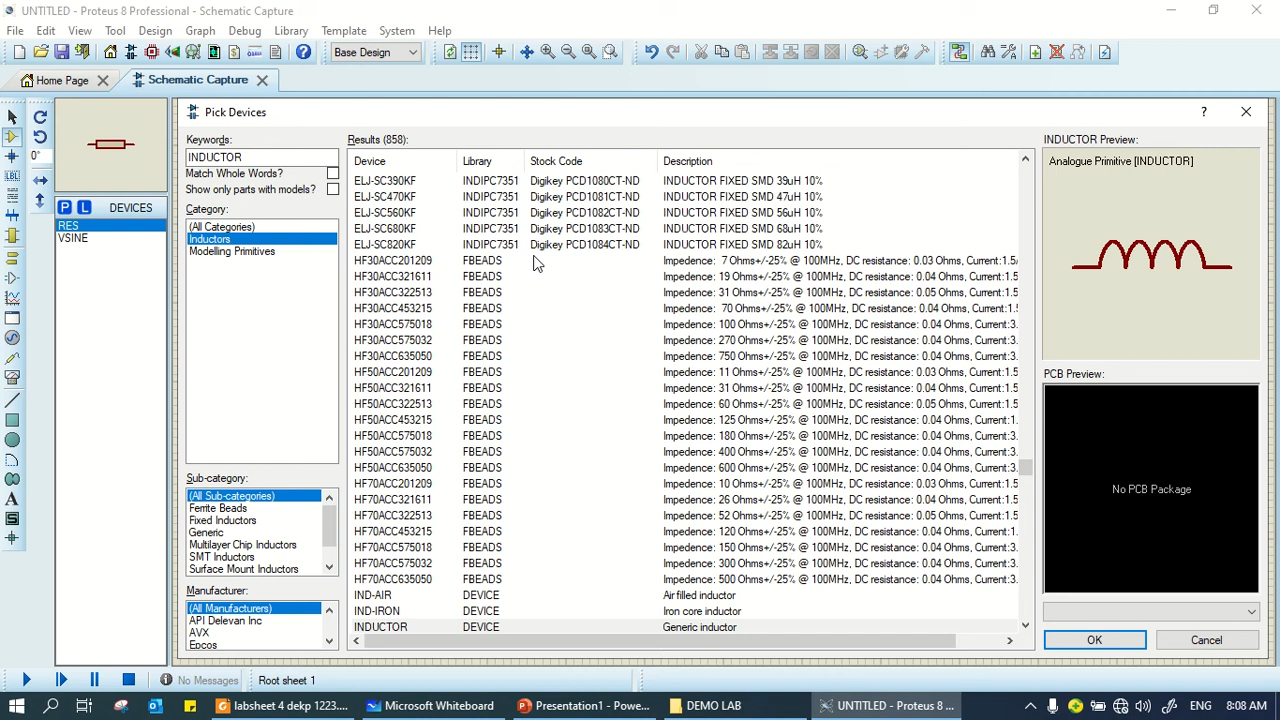 UNTITLED - Proteus 8 Professional - Schematic Capture
File Edit View Tool Design Graph Debug Library Template System Help
Base Design
Home Page
Schematic Capture
0°
P L DEVICES
RES
VSINE
LBL
Pick Devices
Keywords:
INDUCTOR
Match Whole Words?
Show only parts with models?
Category:
(All Categories)
Inductors
Modelling Primitives
Sub-category:
(All Sub-categories)
Ferrite Beads
Fixed Inductors
Generic
Multilayer Chip Inductors
SMT Inductors
Surface Mount Inductors
Manufacturer:
(All Manufacturers)
API Delevan Inc
AVX
Epcos
Results (858):
Device Library Stock Code Description
ELJ-SC390KF INDIPC7351 Digikey PCD1080CT-ND INDUCTOR FIXED SMD 39uH 10%
ELJ-SC470KF INDIPC7351 Digikey PCD1081CT-ND INDUCTOR FIXED SMD 47uH 10%
ELJ-SC560KF INDIPC7351 Digikey PCD1082CT-ND INDUCTOR FIXED SMD 56uH 10%
ELJ-SC680KF INDIPC7351 Digikey PCD1083CT-ND INDUCTOR FIXED SMD 68uH 10%
ELJ-SC820KF INDIPC7351 Digikey PCD1084CT-ND INDUCTOR FIXED SMD 82uH 10%
HF30ACC201209 FBEADS Impedence: 7 Ohms+/-25% @ 100MHz, DC resistance: 0.03 Ohms, Current:1.5/
HF30ACC321611 FBEADS Impedence: 19 Ohms+/-25% @ 100MHz, DC resistance: 0.04 Ohms, Current:1.5
HF30ACC322513 FBEADS Impedence: 31 Ohms+/-25% @ 100MHz, DC resistance: 0.05 Ohms, Current:1.5
HF30ACC453215 FBEADS Impedence: 70 Ohms+/-25% @ 100MHz, DC resistance: 0.04 Ohms, Current:1.5
HF30ACC575018 FBEADS Impedence: 100 Ohms+/-25% @ 100MHz, DC resistance: 0.04 Ohms, Current:3.
HF30ACC575032 FBEADS Impedence: 270 Ohms+/-25% @ 100MHz, DC resistance: 0.04 Ohms, Current:3.
HF30ACC635050 FBEADS Impedence: 750 Ohms+/-25% @ 100MHz, DC resistance: 0.04 Ohms, Current:3.
HF50ACC201209 FBEADS Impedence: 11 Ohms+/-25% @ 100MHz, DC resistance: 0.03 Ohms, Current:1.5
HF50ACC321611 FBEADS Impedence: 31 Ohms+/-25% @ 100MHz, DC resistance: 0.04 Ohms, Current:1.5
HF50ACC322513 FBEADS Impedence: 60 Ohms+/-25% @ 100MHz, DC resistance: 0.05 Ohms, Current:1.5
HF50ACC453215 FBEADS Impedence: 125 Ohms+/-25% @ 100MHz, DC resistance: 0.04 Ohms, Current:1.
HF50ACC575018 FBEADS Impedence: 180 Ohms+/-25% @ 100MHz, DC resistance: 0.04 Ohms, Current:3.
HF50ACC575032 FBEADS Impedence: 400 Ohms+/-25% @ 100MHz, DC resistance: 0.04 Ohms, Current:3.
HF50ACC635050 FBEADS Impedence: 600 Ohms+/-25% @ 100MHz, DC resistance: 0.04 Ohms, Current:3.
HF70ACC201209 FBEADS Impedence: 10 Ohms+/-25% @ 100MHz, DC resistance: 0.03 Ohms, Current:1.5
HF70ACC321611 FBEADS Impedence: 26 Ohms+/-25% @ 100MHz, DC resistance: 0.04 Ohms, Current:1.5
HF70ACC322513 FBEADS Impedence: 52 Ohms+/-25% @ 100MHz, DC resistance: 0.05 Ohms, Current:1.5
HF70ACC453215 FBEADS Impedence: 120 Ohms+/-25% @ 100MHz, DC resistance: 0.04 Ohms, Current:1.
HF70ACC575018 FBEADS Impedence: 150 Ohms+/-25% @ 100MHz, DC resistance: 0.04 Ohms, Current:3.
HF70ACC575032 FBEADS Impedence: 300 Ohms+/-25% @ 100MHz, DC resistance: 0.04 Ohms, Current:3.
HF70ACC635050 FBEADS Impedence: 500 Ohms+/-25% @ 100MHz, DC resistance: 0.04 Ohms, Current:3.
IND-AIR DEVICE Air filled inductor
IND-IRON DEVICE Iron core inductor
INDUCTOR DEVICE Generic inductor
INDUCTOR Preview:
Analogue Primitive [INDUCTOR]
PCB Preview:
No PCB Package
OK Cancel
No Messages Root sheet 1
labsheet 4 dekp 1223.... Microsoft Whiteboard Presentation1 - Powe... DEMO LAB UNTITLED - Proteus 8 ... ENG 8:08 AM